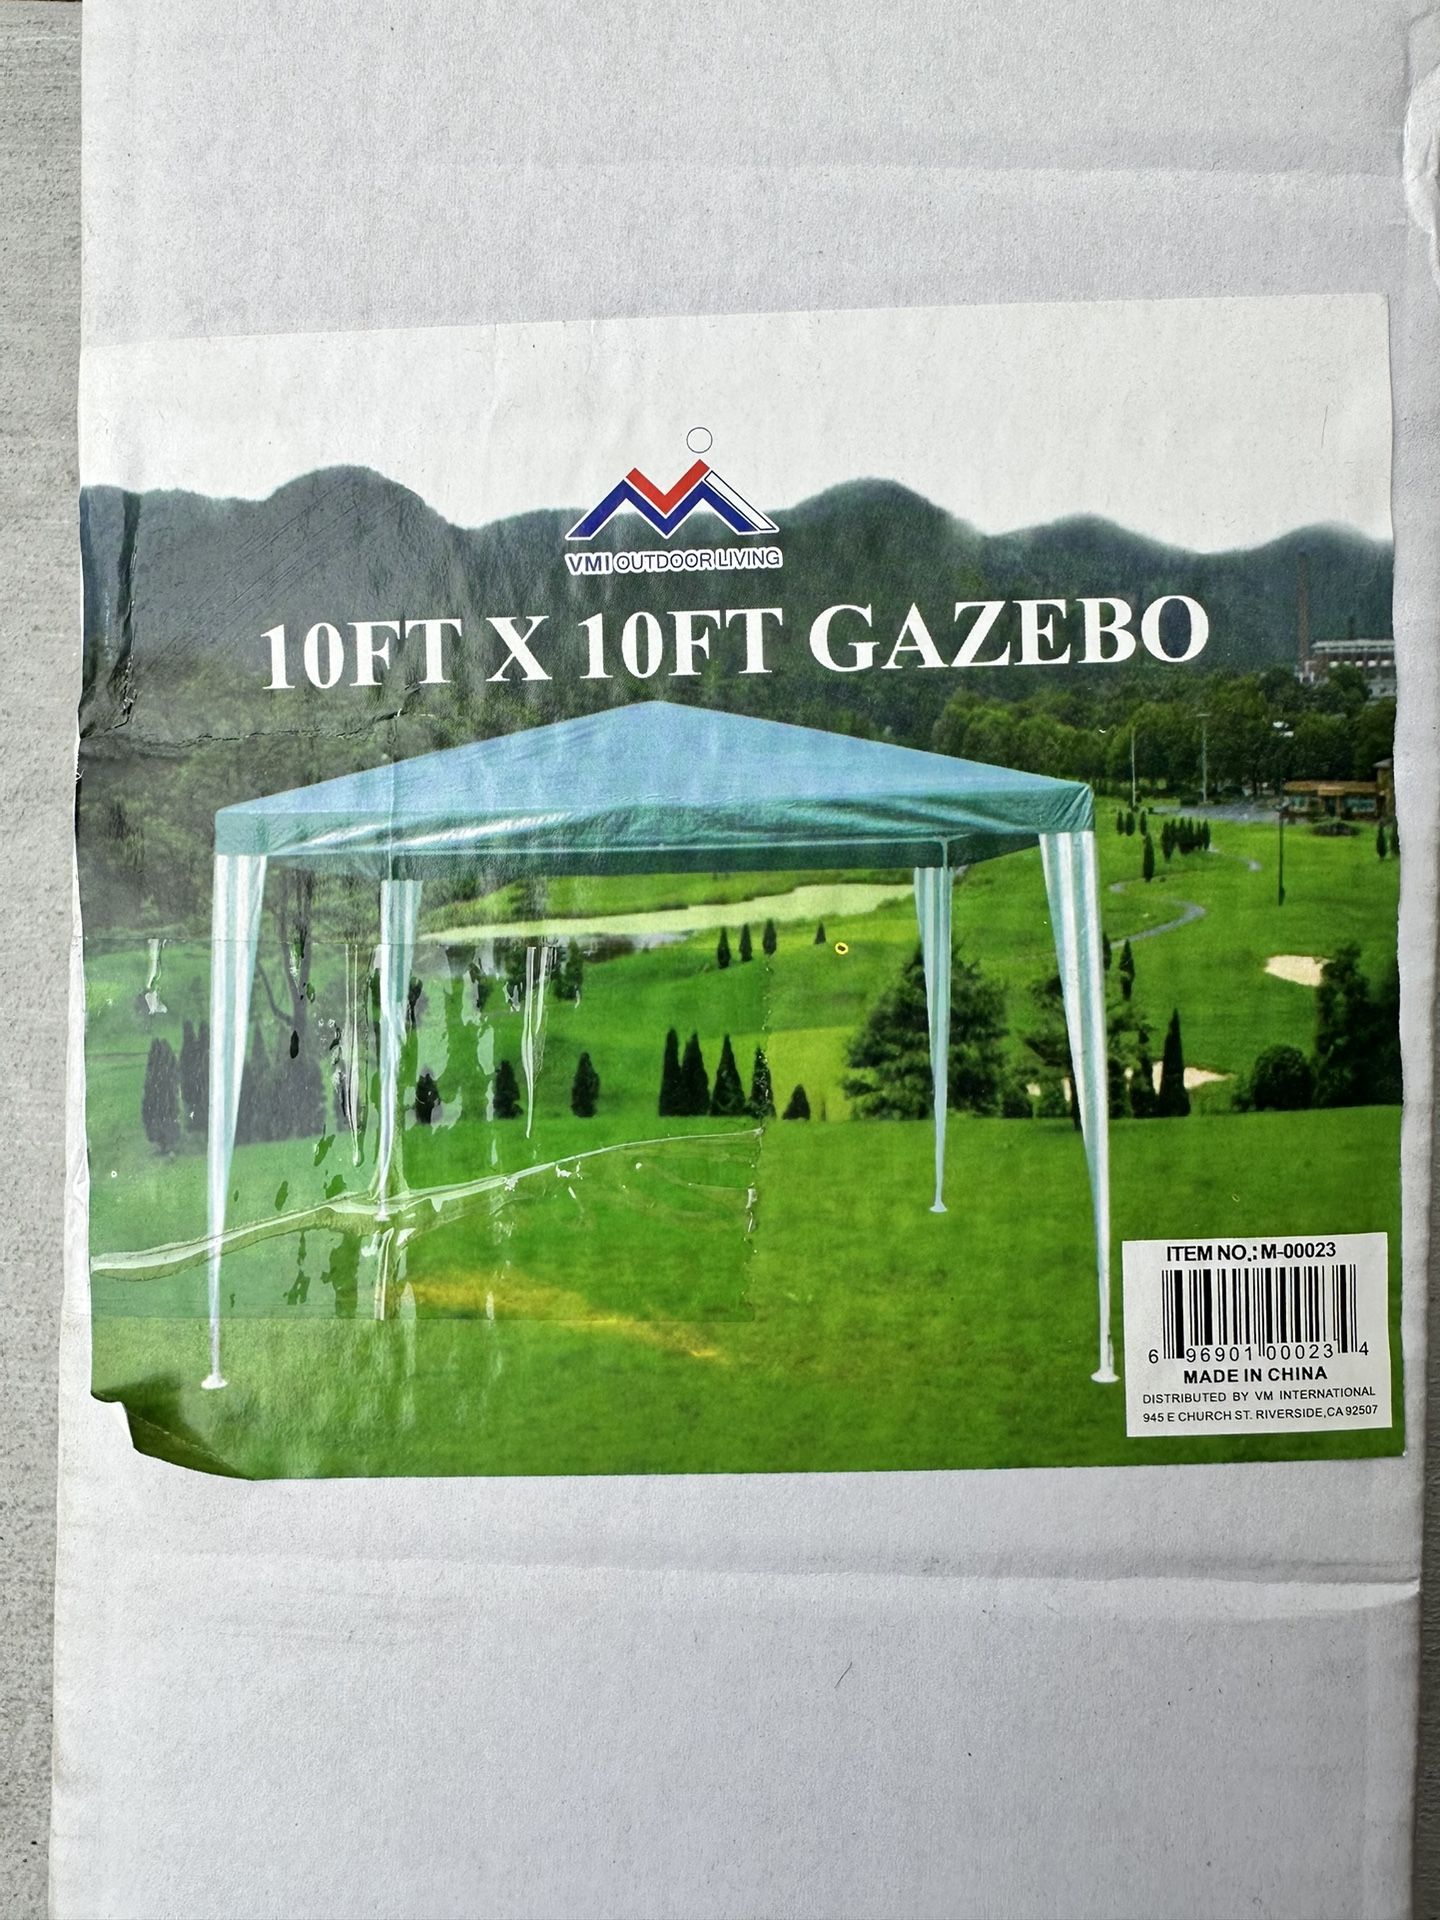 VMI OUTDOOR LIVING
10FT X 10FT GAZEBO
ITEM NO.: M-00023
6 96901 00023 4
MADE IN CHINA
DISTRIBUTED BY VM INTERNATIONAL
945 E CHURCH ST. RIVERSIDE,CA 92507